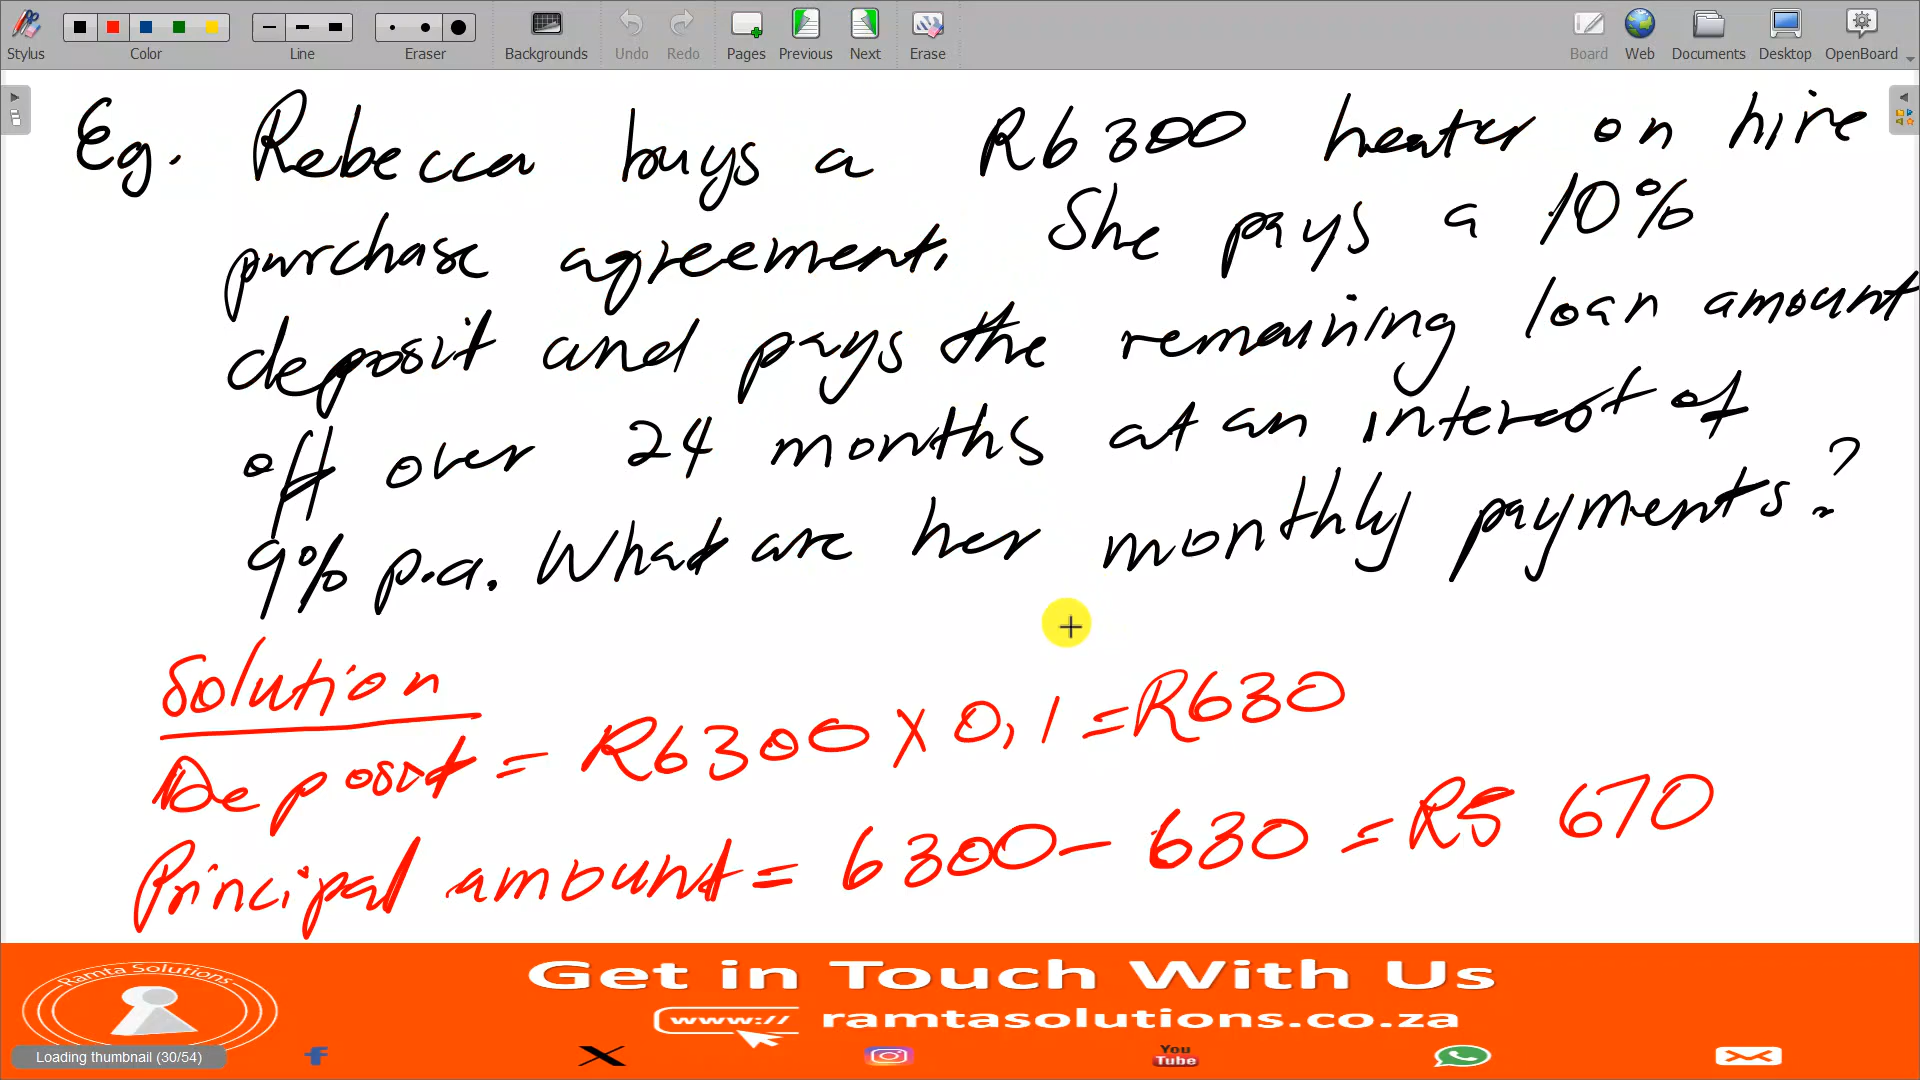 Stylus
Color
Line
Eraser
Backgrounds
Undo
Redo
Pages
Previous
Next
Erase
Board
Web
Documents
Desktop
OpenBoard
Eg. Rebecca buys a R6300 heater on hire
purchase agreement. She pays a 10%
deposit and pays the remaining loan amount
off over 24 months at an interest of
9% p.a. What are her monthly payments?
Solution
Deposit = R6300 × 0,1 = R630
Principal amount = 6300 - 630 = R5 670
Ramta Solutions
Get in Touch With Us
www.//
ramtasolutions.co.za
Loading thumbnail (30/54)
You
Tube